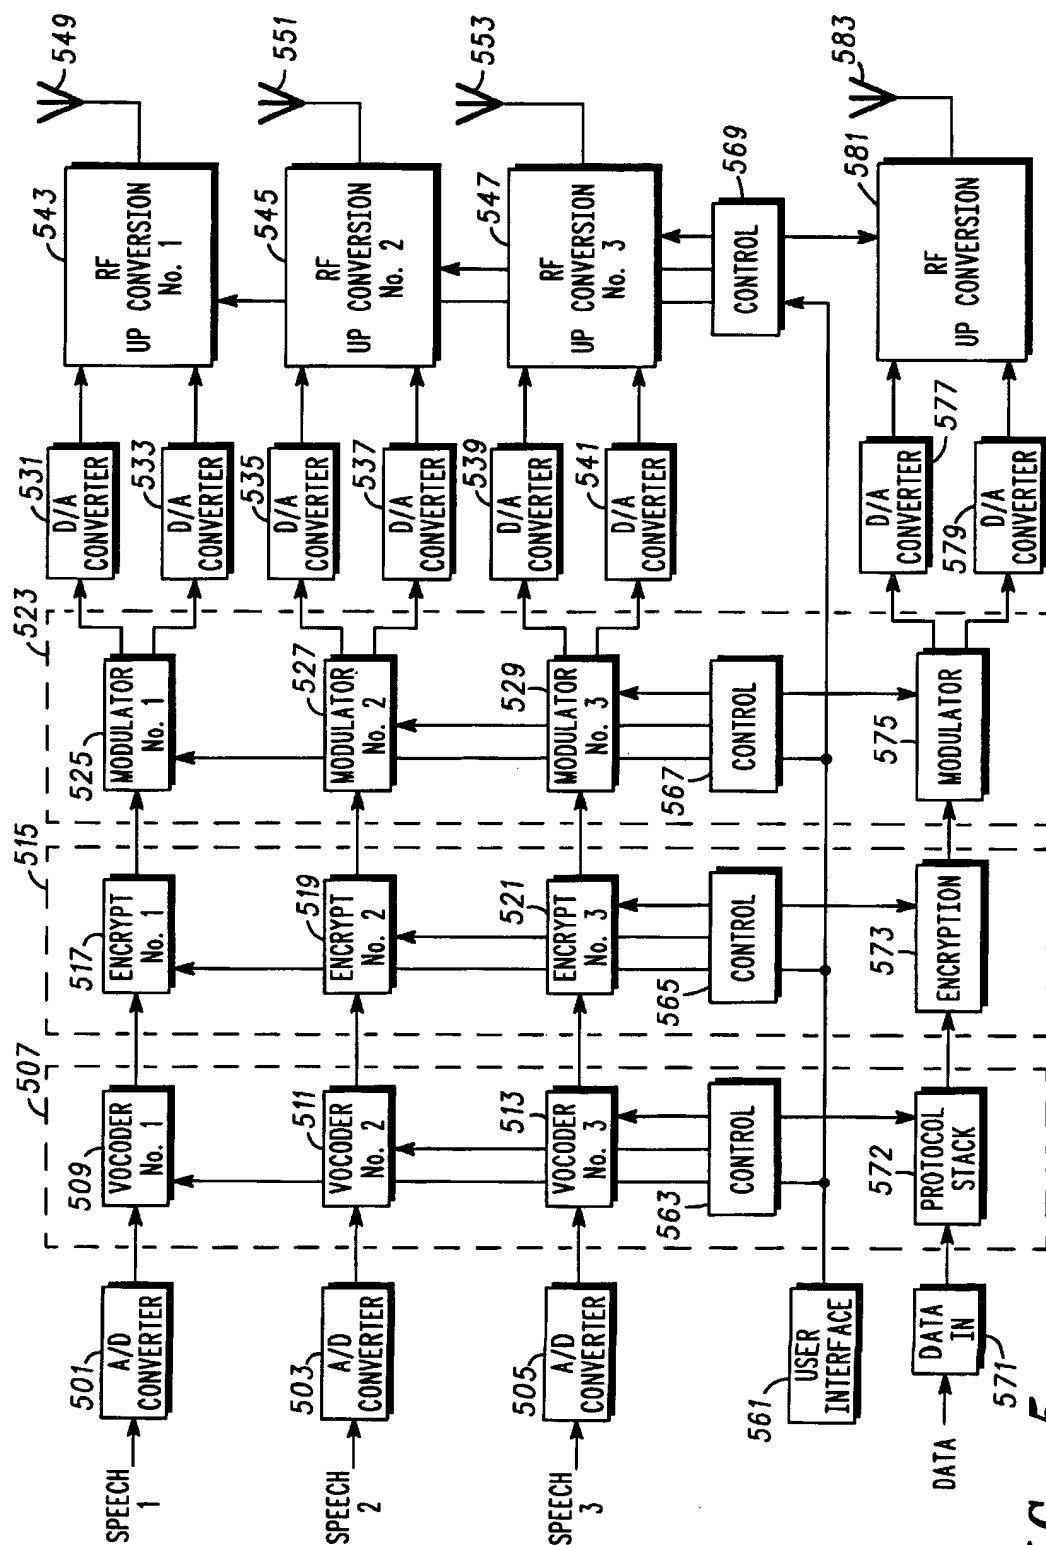 SPEECH
1
501
A/D
CONVERTER
507
509
VOCODER
No. 1
515
517
ENCRYPT
No. 1
523
525
MODULATOR
No. 1
531
D/A
CONVERTER
533
D/A
CONVERTER
543
RF
UP CONVERSION
No. 1
549
SPEECH
2
503
A/D
CONVERTER
511
VOCODER
No. 2
519
ENCRYPT
No. 2
527
MODULATOR
No. 2
535
D/A
CONVERTER
537
D/A
CONVERTER
545
RF
UP CONVERSION
No. 2
551
SPEECH
3
505
A/D
CONVERTER
513
VOCODER
No. 3
521
ENCRYPT
No. 3
529
MODULATOR
No. 3
539
D/A
CONVERTER
541
D/A
CONVERTER
547
RF
UP CONVERSION
No. 3
553
561
USER
INTERFACE
563
CONTROL
565
CONTROL
567
CONTROL
569
CONTROL
DATA
571
DATA
IN
572
PROTOCOL
STACK
573
ENCRYPTION
575
MODULATOR
577
D/A
CONVERTER
579
D/A
CONVERTER
581
RF
UP CONVERSION
583